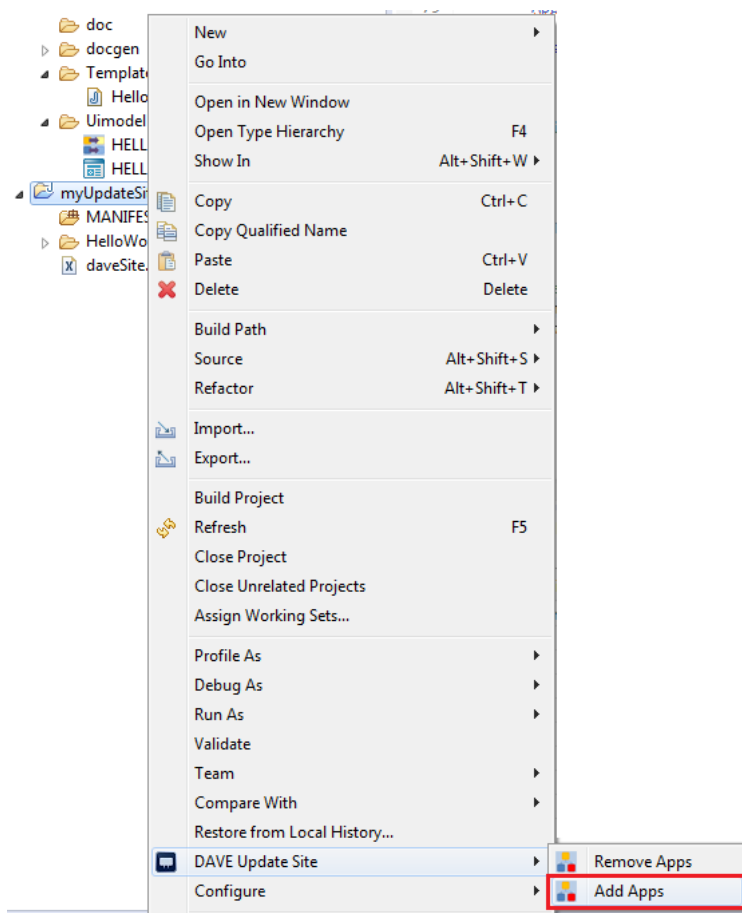 doc
docgen
Template
Hello
Uimodel
HELL
HELL
myUpdateSi
MANIFES
HelloWo
daveSite.
New
Go Into
Open in New Window
Open Type Hierarchy F4
Show In Alt+Shift+W
Copy Ctrl+C
Copy Qualified Name
Paste Ctrl+V
Delete Delete
Build Path
Source Alt+Shift+S
Refactor Alt+Shift+T
Import...
Export...
Build Project
Refresh F5
Close Project
Close Unrelated Projects
Assign Working Sets...
Profile As
Debug As
Run As
Validate
Team
Compare With
Restore from Local History...
DAVE Update Site
Configure
Remove Apps
Add Apps